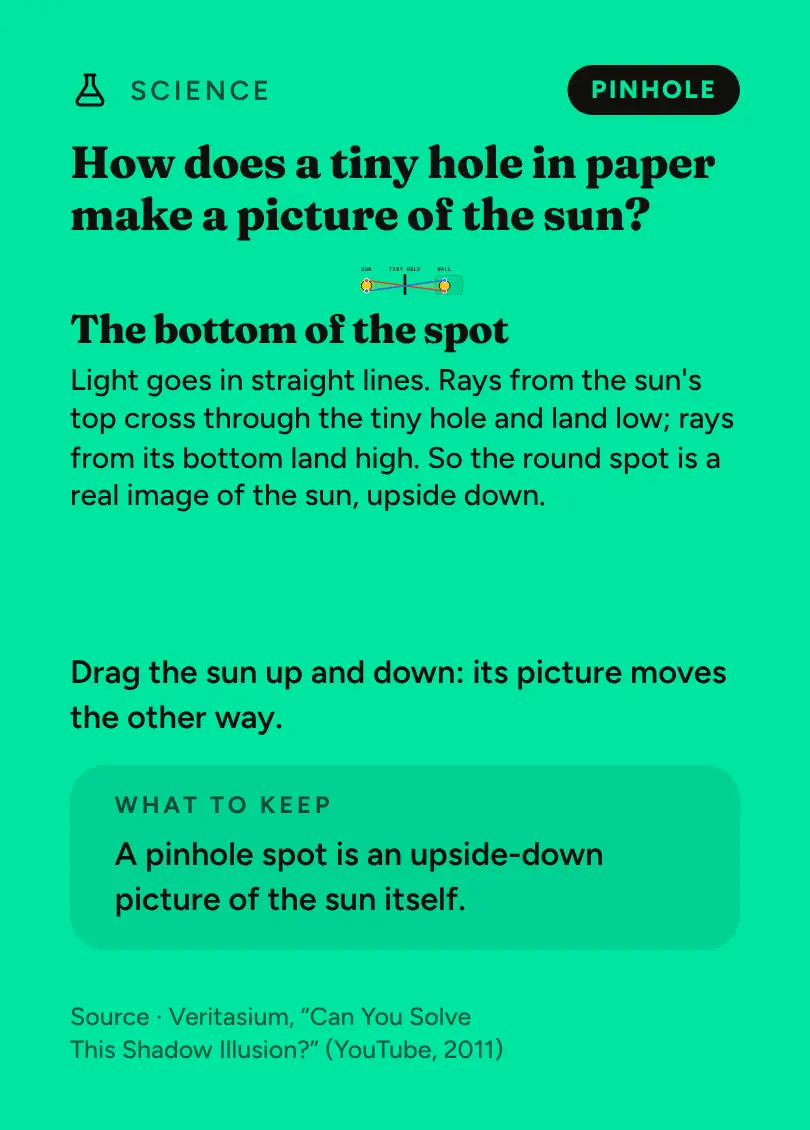 SCIENCE
PINHOLE
How does a tiny hole in paper
make a picture of the sun?
SUN TINY HOLE WALL
The bottom of the spot
Light goes in straight lines. Rays from the sun's
top cross through the tiny hole and land low; rays
from its bottom land high. So the round spot is a
real image of the sun, upside down.
Drag the sun up and down: its picture moves
the other way.
WHAT TO KEEP
A pinhole spot is an upside-down
picture of the sun itself.
Source · Veritasium, “Can You Solve
This Shadow Illusion?” (YouTube, 2011)